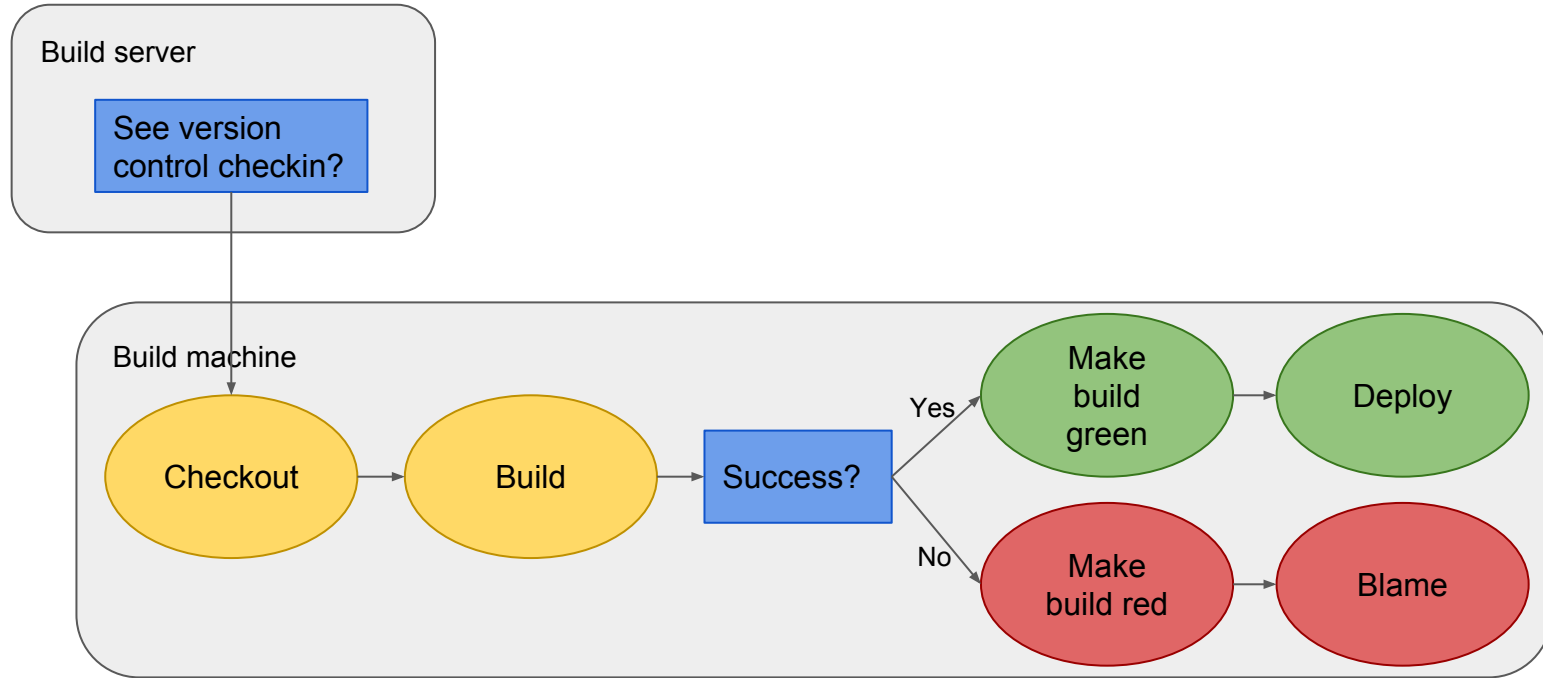 Build server
See version
control checkin?
Build machine
Checkout
Build
Success?
Yes
No
Make
build
green
Deploy
Make
build red
Blame